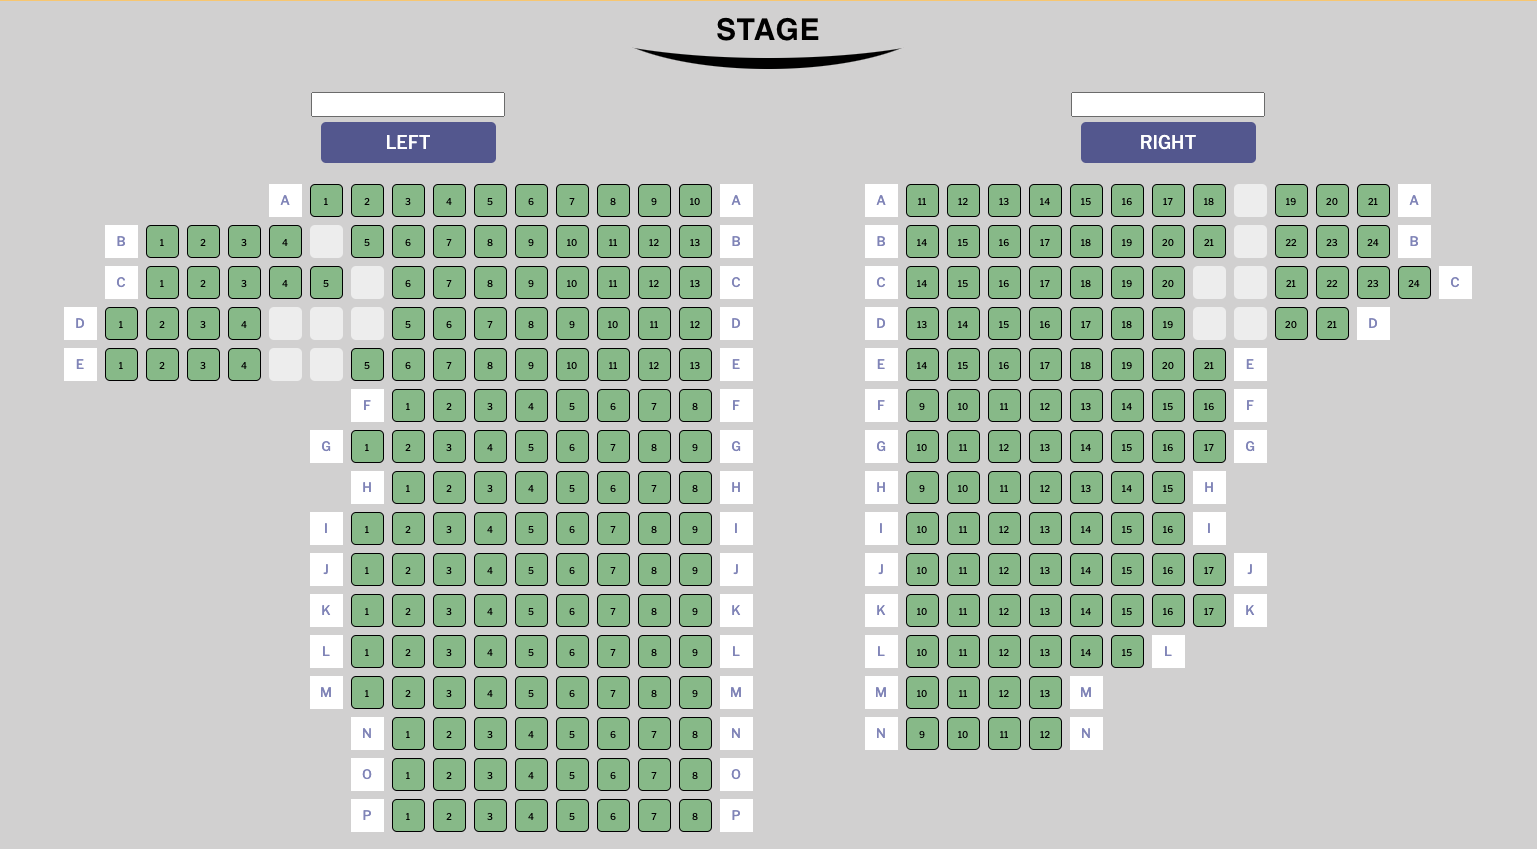 STAGE
LEFT RIGHT
A 1 2 3 4 5 6 7 8 9 10 A A 11 12 13 14 15 16 17 18 19 20 21 A
B 1 2 3 4 5 6 7 8 9 10 11 12 13 B B 14 15 16 17 18 19 20 21 22 23 24 B
C 1 2 3 4 5 6 7 8 9 10 11 12 13 C C 14 15 16 17 18 19 20 21 22 23 24 C
D 1 2 3 4 5 6 7 8 9 10 11 12 D D 13 14 15 16 17 18 19 20 21 D
E 1 2 3 4 5 6 7 8 9 10 11 12 13 E E 14 15 16 17 18 19 20 21 E
F 1 2 3 4 5 6 7 8 F F 9 10 11 12 13 14 15 16 F
G 1 2 3 4 5 6 7 8 9 G G 10 11 12 13 14 15 16 17 G
H 1 2 3 4 5 6 7 8 H H 9 10 11 12 13 14 15 H
I 1 2 3 4 5 6 7 8 9 I I 10 11 12 13 14 15 16 I
J 1 2 3 4 5 6 7 8 9 J J 10 11 12 13 14 15 16 17 J
K 1 2 3 4 5 6 7 8 9 K K 10 11 12 13 14 15 16 17 K
L 1 2 3 4 5 6 7 8 9 L L 10 11 12 13 14 15 L
M 1 2 3 4 5 6 7 8 9 M M 10 11 12 13 M
N 1 2 3 4 5 6 7 8 N N 9 10 11 12 N
O 1 2 3 4 5 6 7 8 O
P 1 2 3 4 5 6 7 8 P